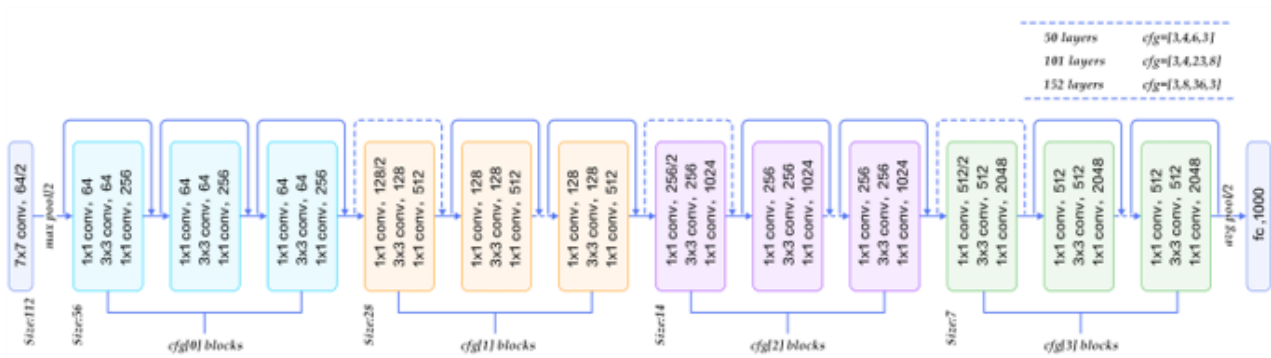 50 layers cfg=[3,4,6,3]
101 layers cfg=[3,4,23,8]
152 layers cfg=[3,8,36,3]
7x7 conv, 64/2
max pool/2
1x1 conv, 64
3x3 conv, 64
1x1 conv, 256
1x1 conv, 64
3x3 conv, 64
1x1 conv, 256
1x1 conv, 64
3x3 conv, 64
1x1 conv, 256
1x1 conv, 128/2
3x3 conv, 128
1x1 conv, 512
1x1 conv, 128
3x3 conv, 128
1x1 conv, 512
1x1 conv, 128
3x3 conv, 128
1x1 conv, 512
1x1 conv, 256/2
3x3 conv, 256
1x1 conv, 1024
1x1 conv, 256
3x3 conv, 256
1x1 conv, 1024
1x1 conv, 256
3x3 conv, 256
1x1 conv, 1024
1x1 conv, 512/2
3x3 conv, 512
1x1 conv, 2048
1x1 conv, 512
3x3 conv, 512
1x1 conv, 2048
1x1 conv, 512
3x3 conv, 512
1x1 conv, 2048
avg pool/2
fc ,1000
Size:112
Size:56
cfg[0] blocks
Size:28
cfg[1] blocks
Size:14
cfg[2] blocks
Size:7
cfg[3] blocks